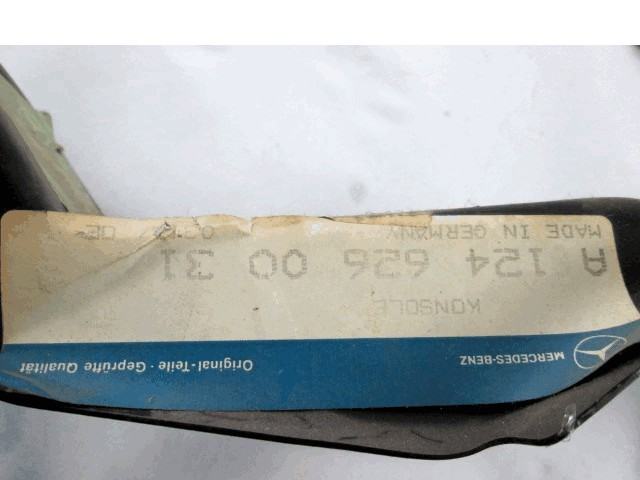 MERCEDES-BENZ Original-Teile · Geprüfte Qualität
KONSOLE
A 124 626 00 31
MADE IN GERMANY